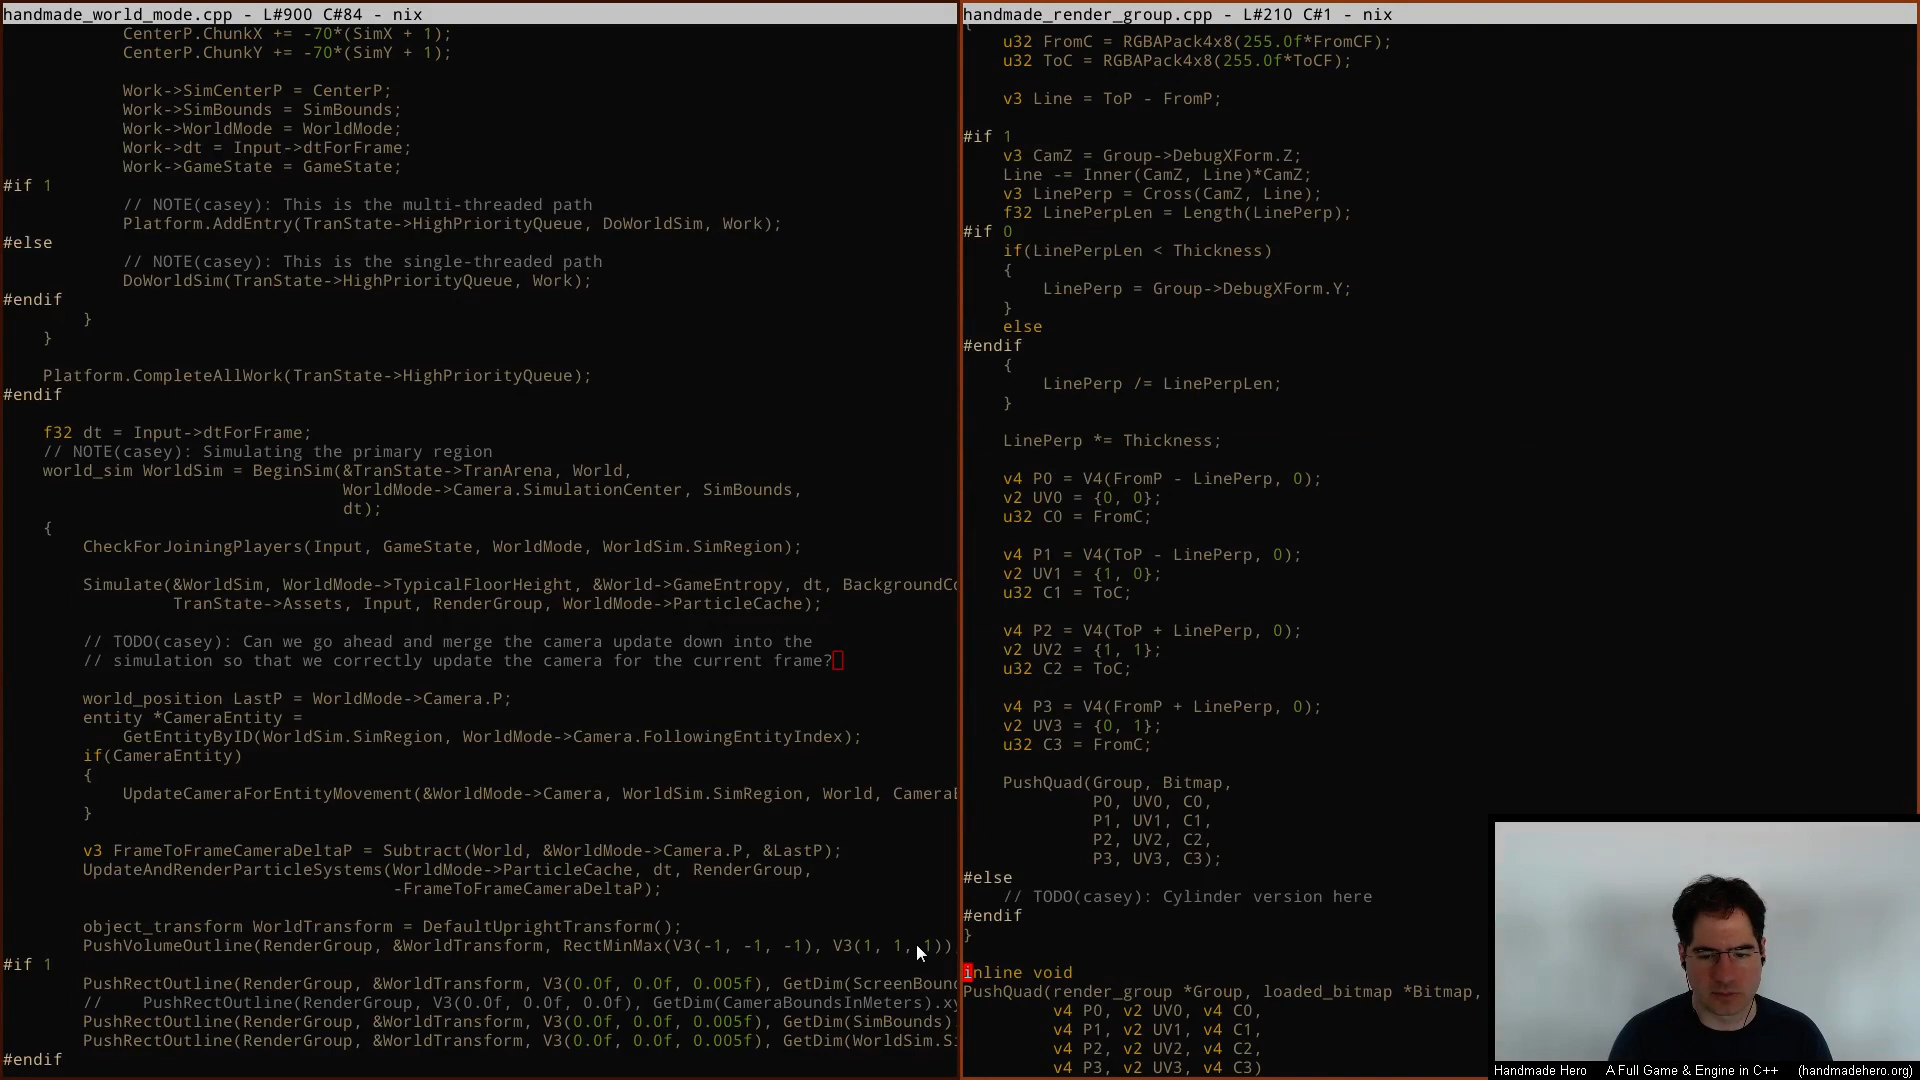 handmade_world_mode.cpp - L#900 C#84 - nix
CenterP.ChunkX += -70*(SimX + 1);
CenterP.ChunkY += -70*(SimY + 1);
Work->SimCenterP = CenterP;
Work->SimBounds = SimBounds;
Work->WorldMode = WorldMode;
Work->dt = Input->dtForFrame;
Work->GameState = GameState;
#if 1
// NOTE(casey): This is the multi-threaded path
Platform.AddEntry(TranState->HighPriorityQueue, DoWorldSim, Work);
#else
// NOTE(casey): This is the single-threaded path
DoWorldSim(TranState->HighPriorityQueue, Work);
#endif
}
}
Platform.CompleteAllWork(TranState->HighPriorityQueue);
#endif
f32 dt = Input->dtForFrame;
// NOTE(casey): Simulating the primary region
world_sim WorldSim = BeginSim(&TranState->TranArena, World,
WorldMode->Camera.SimulationCenter, SimBounds,
dt);
{
CheckForJoiningPlayers(Input, GameState, WorldMode, WorldSim.SimRegion);
Simulate(&WorldSim, WorldMode->TypicalFloorHeight, &World->GameEntropy, dt, BackgroundCo
TranState->Assets, Input, RenderGroup, WorldMode->ParticleCache);
// TODO(casey): Can we go ahead and merge the camera update down into the
// simulation so that we correctly update the camera for the current frame?
world_position LastP = WorldMode->Camera.P;
entity *CameraEntity =
GetEntityByID(WorldSim.SimRegion, WorldMode->Camera.FollowingEntityIndex);
if(CameraEntity)
{
UpdateCameraForEntityMovement(&WorldMode->Camera, WorldSim.SimRegion, World, CameraE
}
v3 FrameToFrameCameraDeltaP = Subtract(World, &WorldMode->Camera.P, &LastP);
UpdateAndRenderParticleSystems(WorldMode->ParticleCache, dt, RenderGroup,
-FrameToFrameCameraDeltaP);
object_transform WorldTransform = DefaultUprightTransform();
PushVolumeOutline(RenderGroup, &WorldTransform, RectMinMax(V3(-1, -1, -1), V3(1, 1, 1))
#if 1
PushRectOutline(RenderGroup, &WorldTransform, V3(0.0f, 0.0f, 0.005f), GetDim(ScreenBoun
// PushRectOutline(RenderGroup, V3(0.0f, 0.0f, 0.0f), GetDim(CameraBoundsInMeters).xy
PushRectOutline(RenderGroup, &WorldTransform, V3(0.0f, 0.0f, 0.005f), GetDim(SimBounds).
PushRectOutline(RenderGroup, &WorldTransform, V3(0.0f, 0.0f, 0.005f), GetDim(WorldSim.Si
#endif
handmade_render_group.cpp - L#210 C#1 - nix
{
u32 FromC = RGBAPack4x8(255.0f*FromCF);
u32 ToC = RGBAPack4x8(255.0f*ToCF);
v3 Line = ToP - FromP;
#if 1
v3 CamZ = Group->DebugXForm.Z;
Line -= Inner(CamZ, Line)*CamZ;
v3 LinePerp = Cross(CamZ, Line);
f32 LinePerpLen = Length(LinePerp);
#if 0
if(LinePerpLen < Thickness)
{
LinePerp = Group->DebugXForm.Y;
}
else
#endif
{
LinePerp /= LinePerpLen;
}
LinePerp *= Thickness;
v4 P0 = V4(FromP - LinePerp, 0);
v2 UV0 = {0, 0};
u32 C0 = FromC;
v4 P1 = V4(ToP - LinePerp, 0);
v2 UV1 = {1, 0};
u32 C1 = ToC;
v4 P2 = V4(ToP + LinePerp, 0);
v2 UV2 = {1, 1};
u32 C2 = ToC;
v4 P3 = V4(FromP + LinePerp, 0);
v2 UV3 = {0, 1};
u32 C3 = FromC;
PushQuad(Group, Bitmap,
P0, UV0, C0,
P1, UV1, C1,
P2, UV2, C2,
P3, UV3, C3);
#else
// TODO(casey): Cylinder version here
#endif
}
inline void
PushQuad(render_group *Group, loaded_bitmap *Bitmap,
v4 P0, v2 UV0, v4 C0,
v4 P1, v2 UV1, v4 C1,
v4 P2, v2 UV2, v4 C2,
v4 P3, v2 UV3, v4 C3)
Handmade Hero A Full Game & Engine in C++ (handmadehero.org)